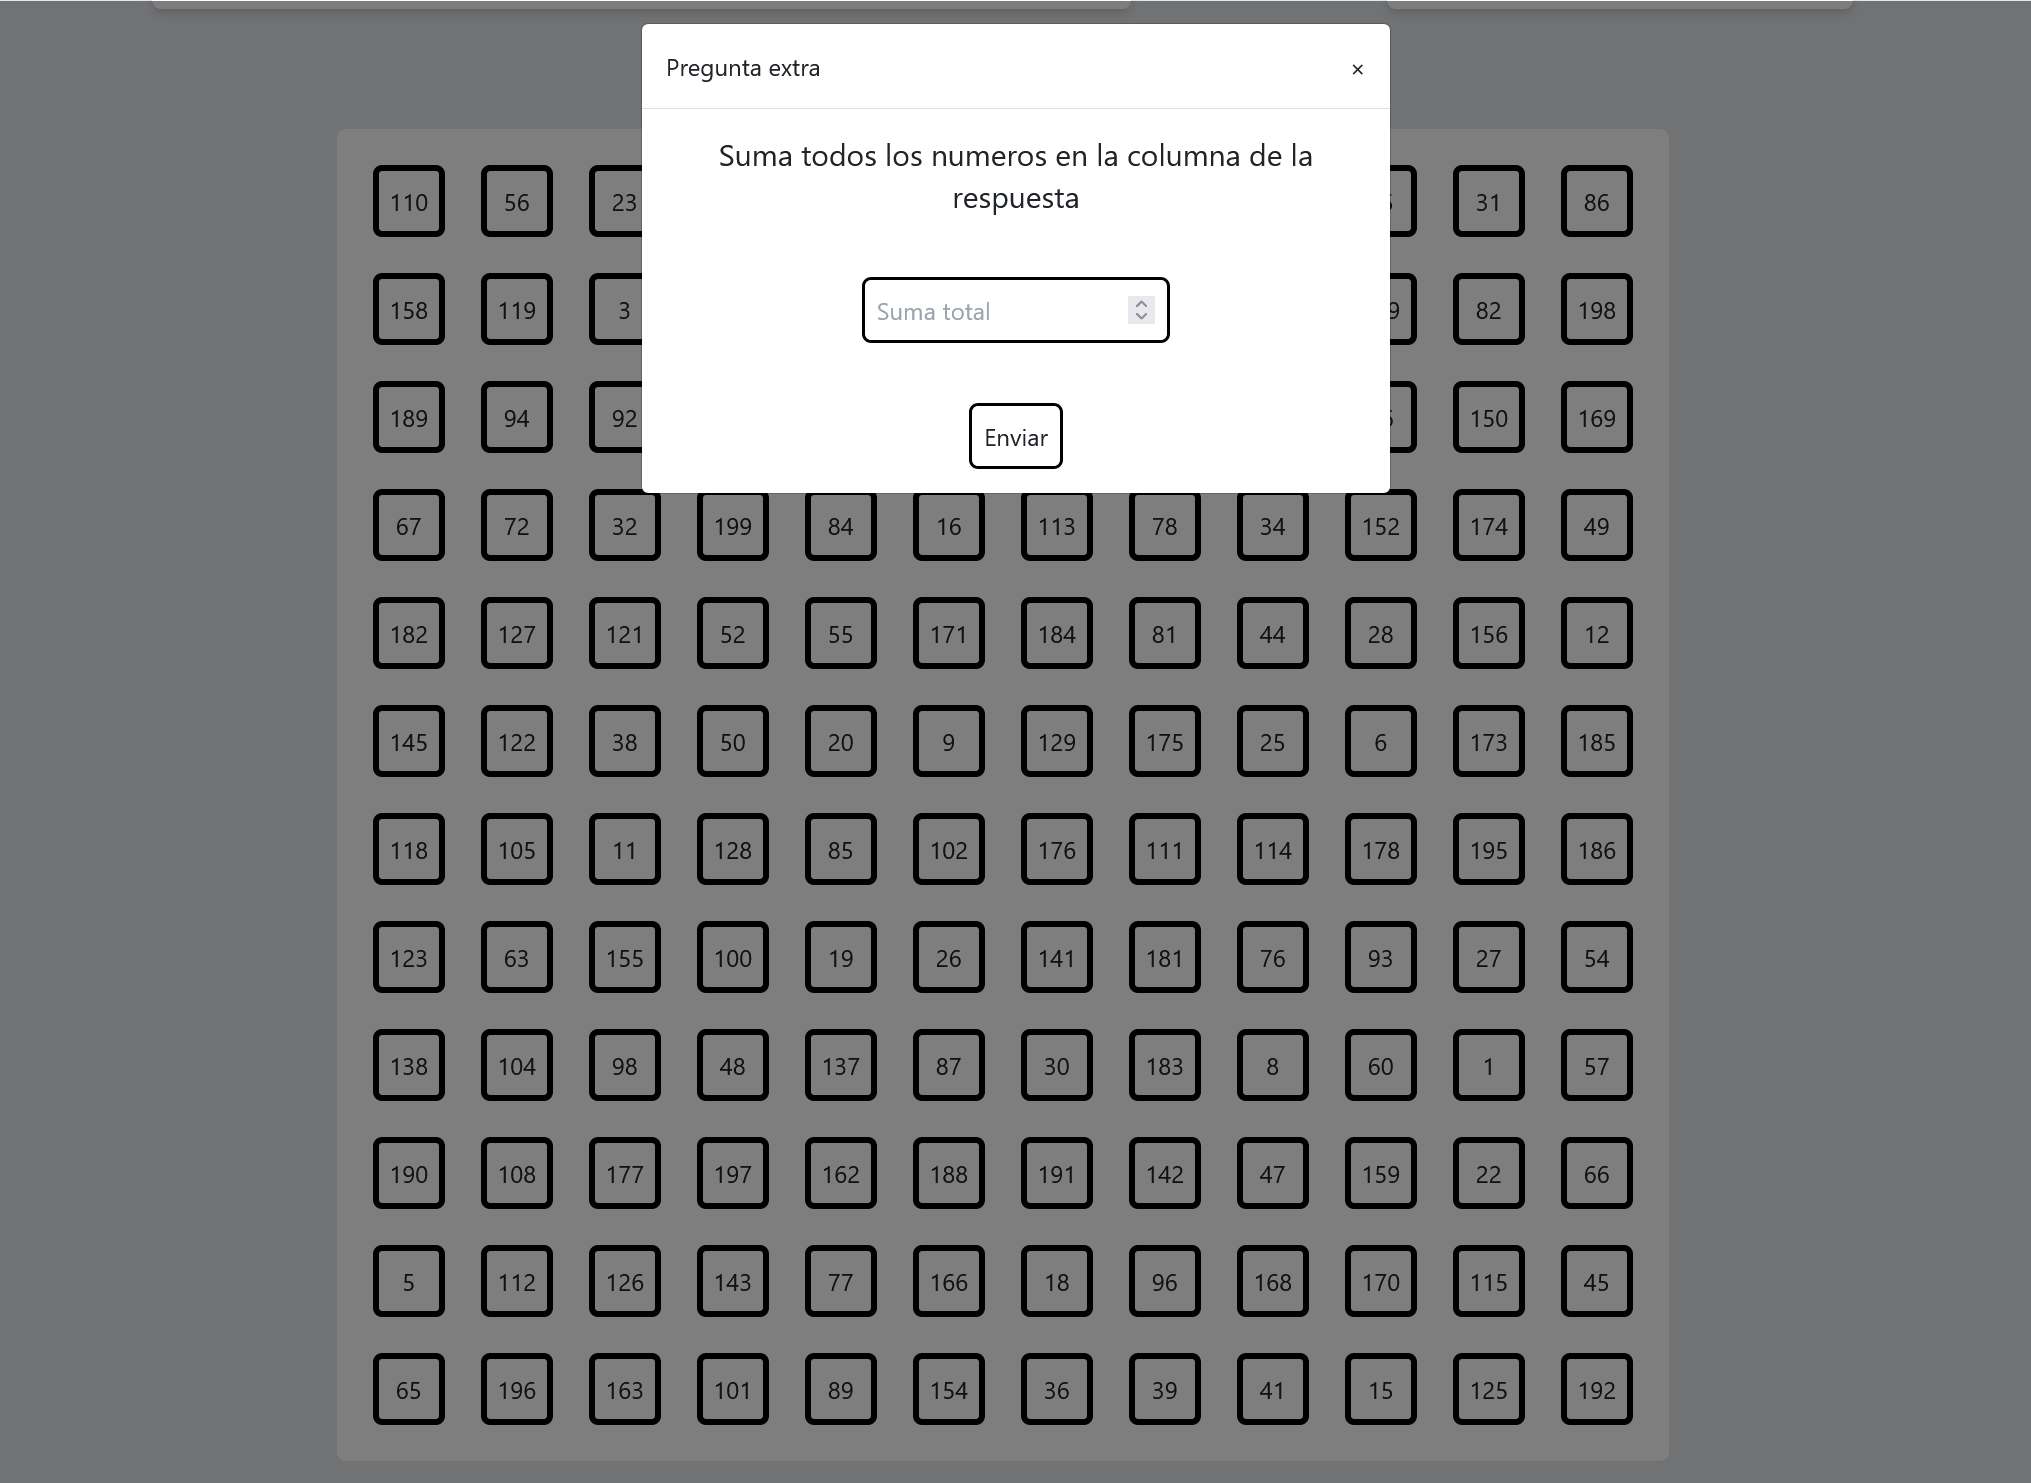 Pregunta extra ×
Suma todos los numeros en la columna de la
respuesta
Suma total
Enviar
110 56 23 31 86
158 119 3 82 198
189 94 92 150 169
67 72 32 199 84 16 113 78 34 152 174 49
182 127 121 52 55 171 184 81 44 28 156 12
145 122 38 50 20 9 129 175 25 6 173 185
118 105 11 128 85 102 176 111 114 178 195 186
123 63 155 100 19 26 141 181 76 93 27 54
138 104 98 48 137 87 30 183 8 60 1 57
190 108 177 197 162 188 191 142 47 159 22 66
5 112 126 143 77 166 18 96 168 170 115 45
65 196 163 101 89 154 36 39 41 15 125 192